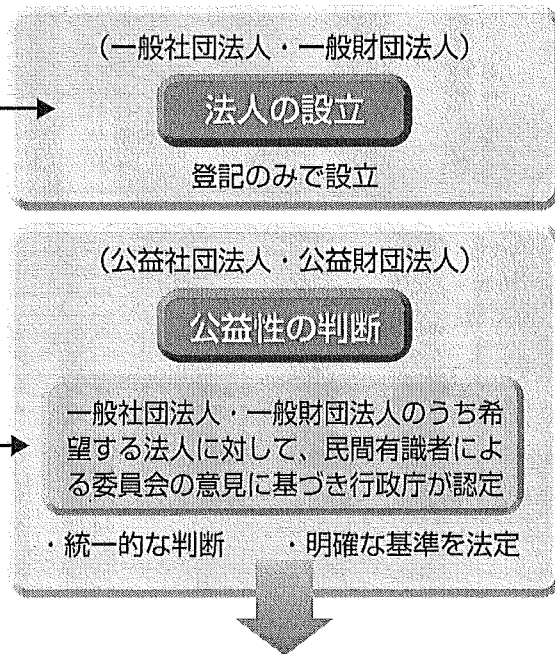 （一般社団法人・一般財団法人）
法人の設立
登記のみで設立
（公益社団法人・公益財団法人）
公益性の判断
一般社団法人・一般財団法人のうち希
望する法人に対して、民間有識者によ
る委員会の意見に基づき行政庁が認定
・統一的な判断　・明確な基準を法定